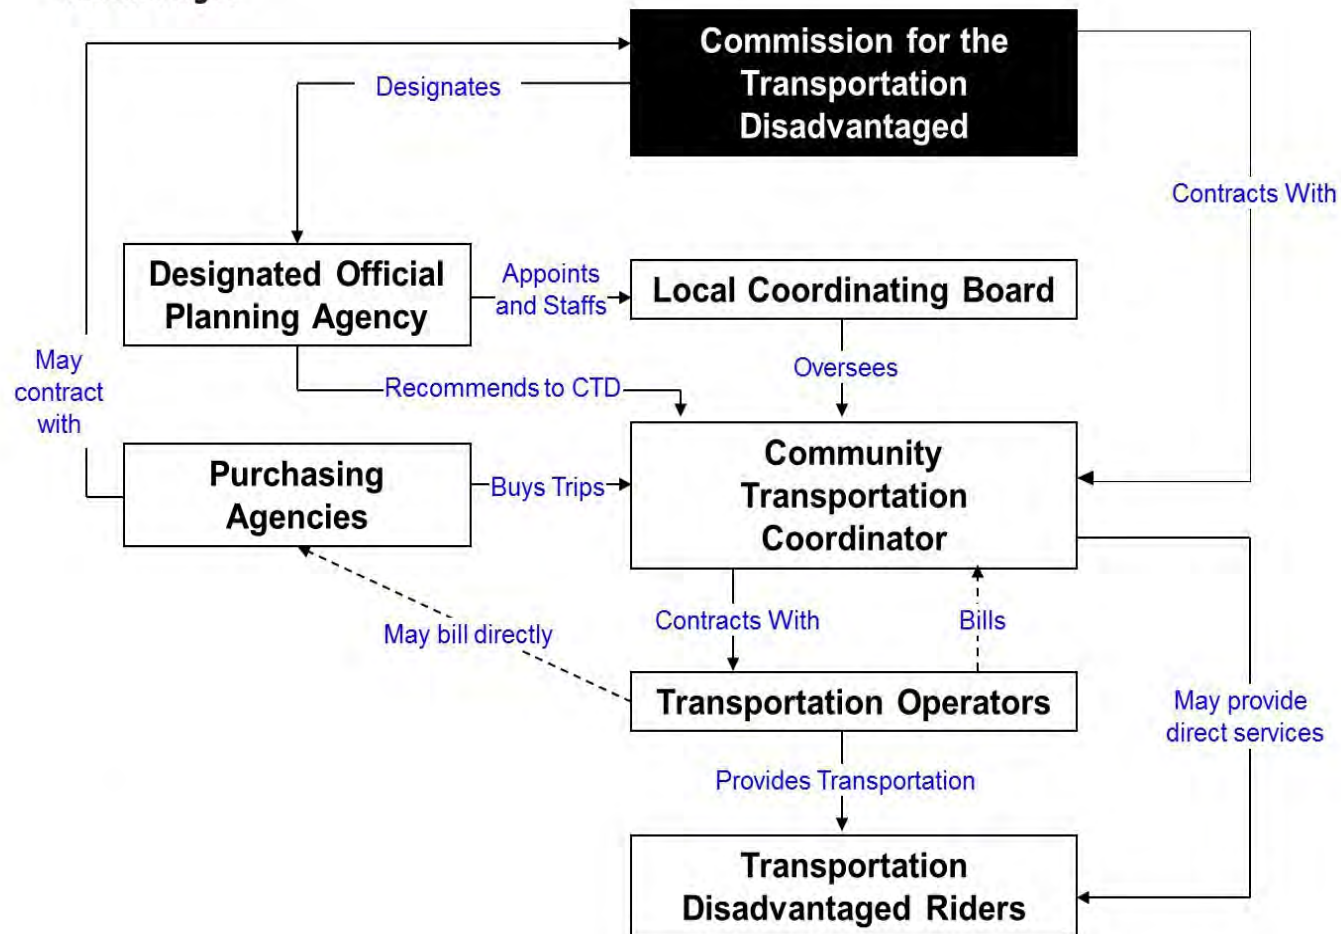 Commission for the
Transportation
Disadvantaged
Designates
Contracts With
Designated Official
Planning Agency
Appoints
and Staffs
Local Coordinating Board
May
contract
with
Oversees
Recommends to CTD
Purchasing
Agencies
Buys Trips
Community
Transportation
Coordinator
May bill directly
Contracts With
Bills
Transportation Operators
May provide
direct services
Provides Transportation
Transportation
Disadvantaged Riders